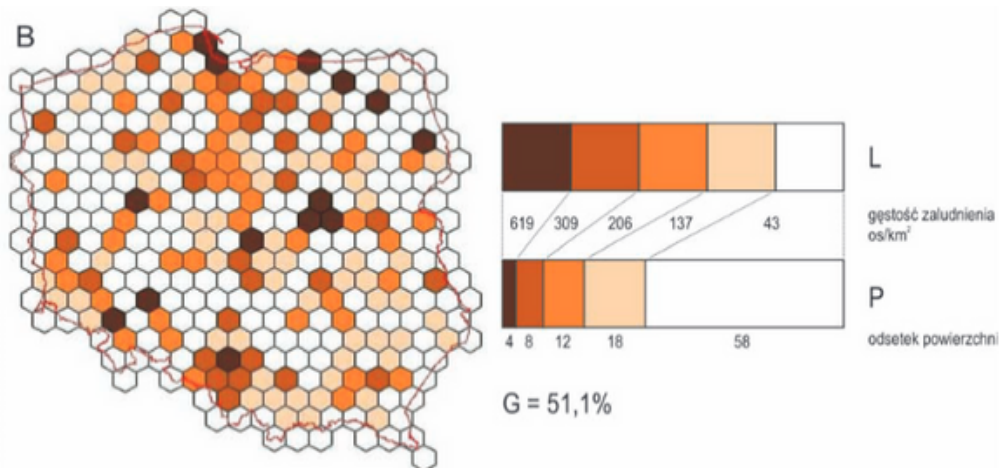 B
L
619 309 206 137 43
gęstość zaludnienia
os/km²
P
4 8 12 18 58
odsetek powierzchni
G = 51,1%